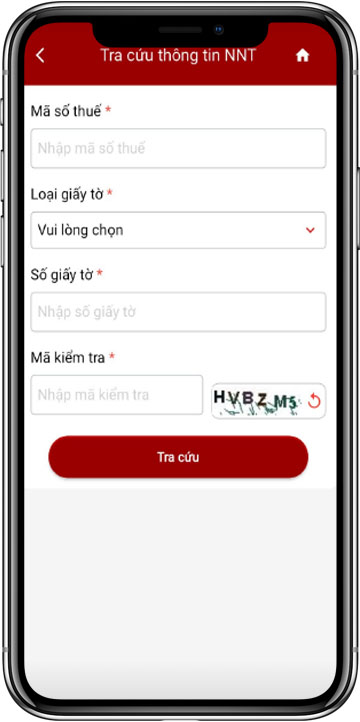 Tra cứu thông tin NNT
Mã số thuế *
Nhập mã số thuế
Loại giấy tờ *
Vui lòng chọn
Số giấy tờ *
Nhập số giấy tờ
Mã kiểm tra *
Nhập mã kiểm tra
HVBZM5
Tra cứu